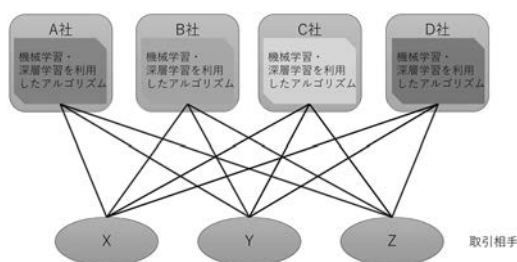 A社
機械学習・
深層学習を利用
したアルゴリズム
B社
機械学習・
深層学習を利用
したアルゴリズム
C社
機械学習・
深層学習を利用
したアルゴリズム
D社
機械学習・
深層学習を利用
したアルゴリズム
X
Y
Z
取引相手